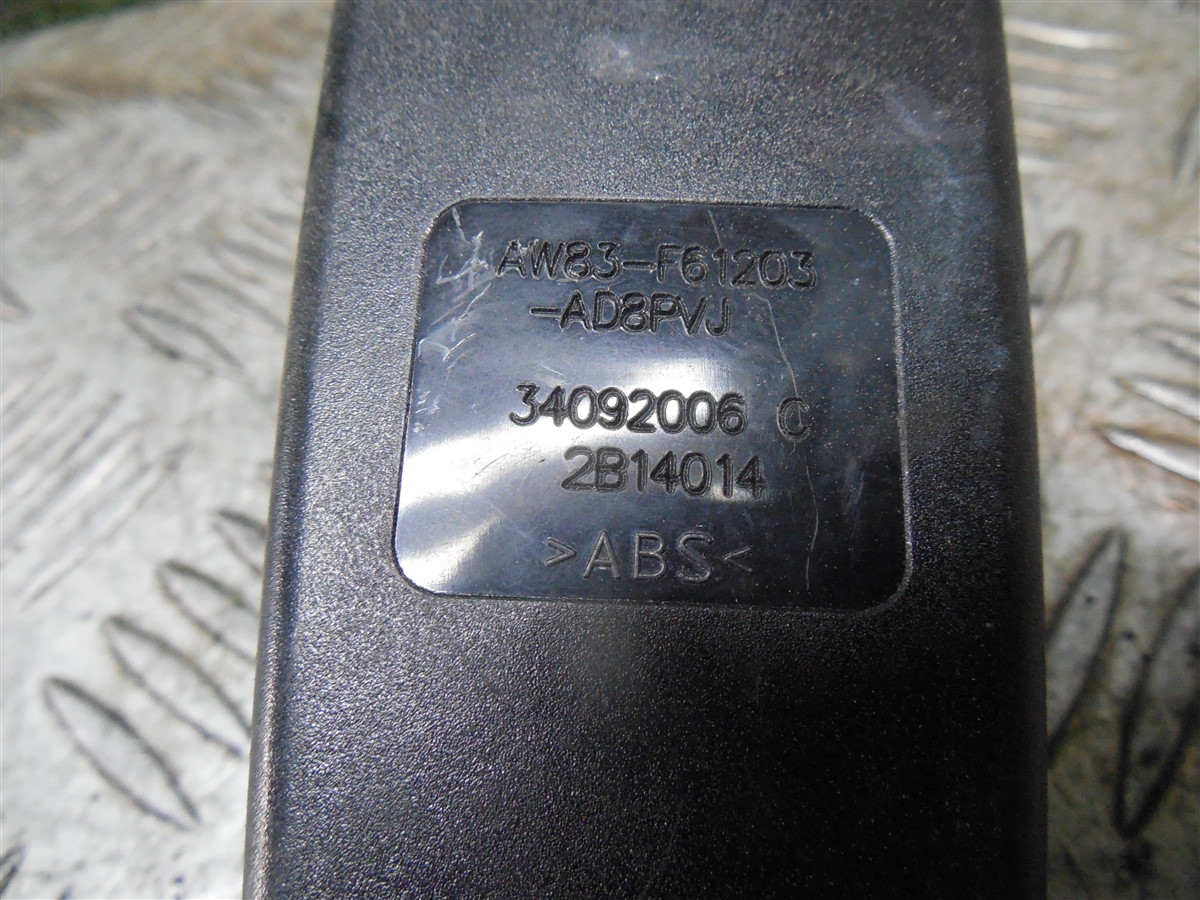 AW83-F61203
-AD8PVJ
34092006 C
2B14014
>ABS<